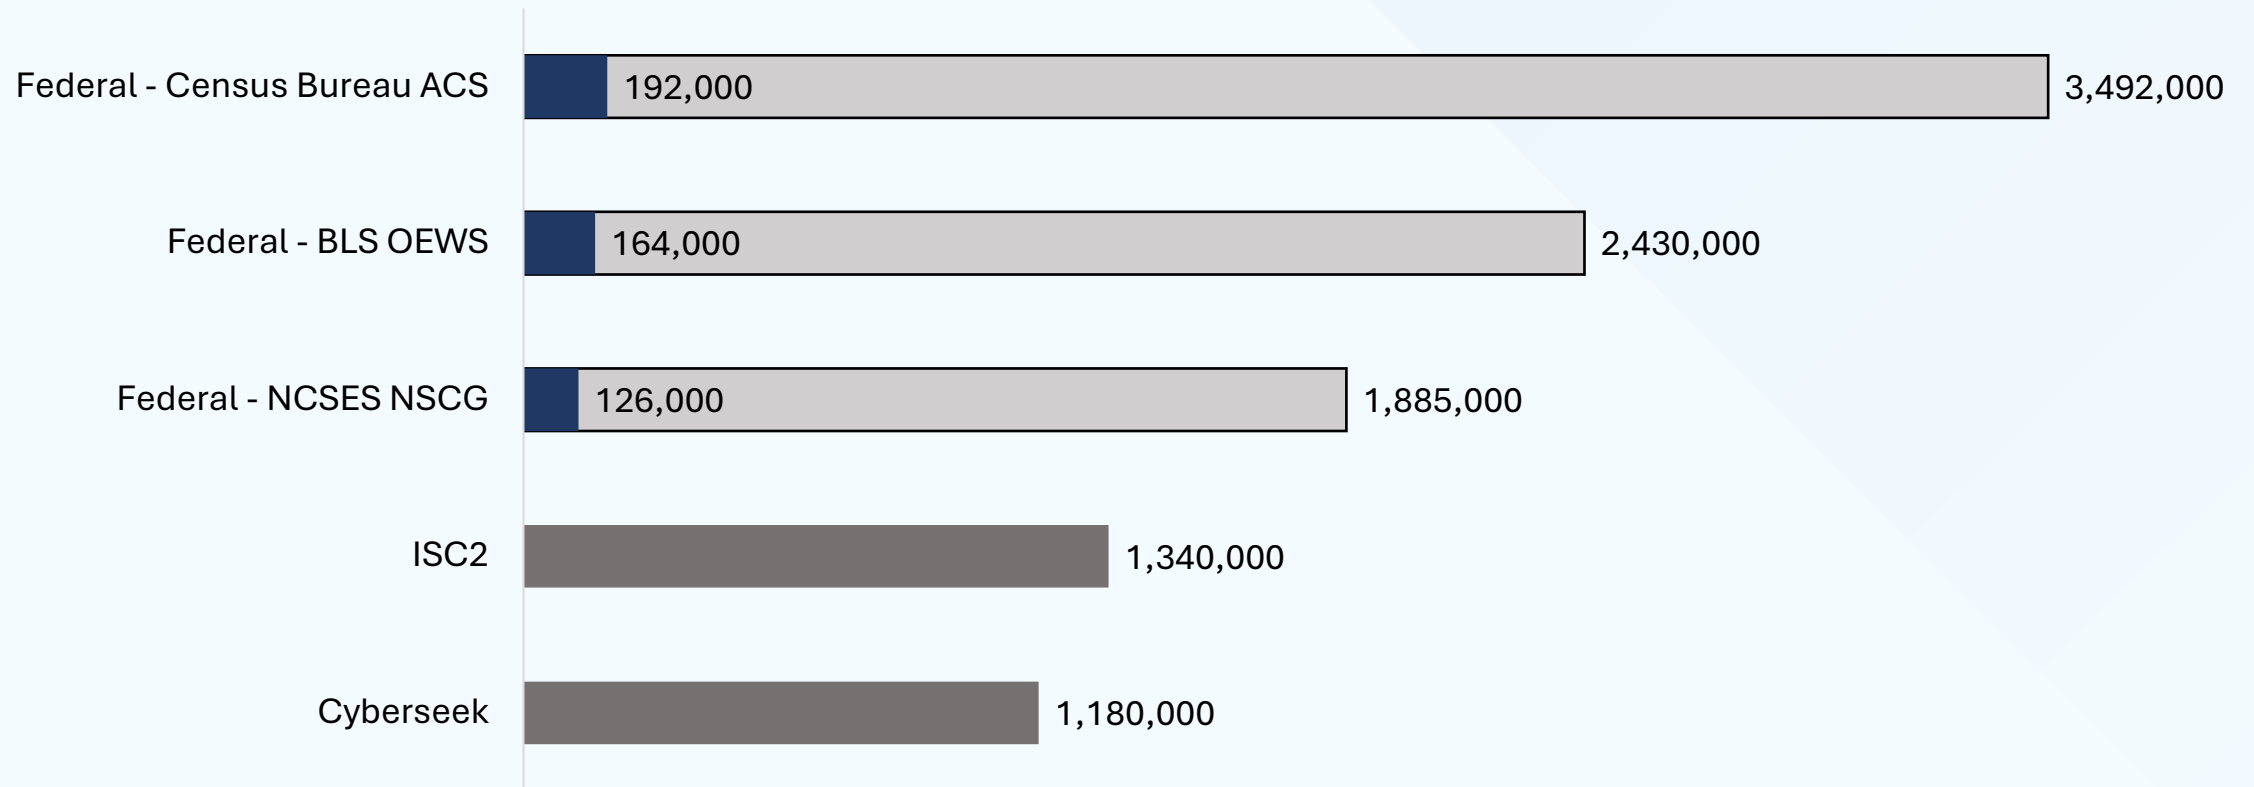 Federal - Census Bureau ACS
192,000
3,492,000
Federal - BLS OEWS
164,000
2,430,000
Federal - NCSES NSCG
126,000
1,885,000
ISC2
1,340,000
Cyberseek
1,180,000